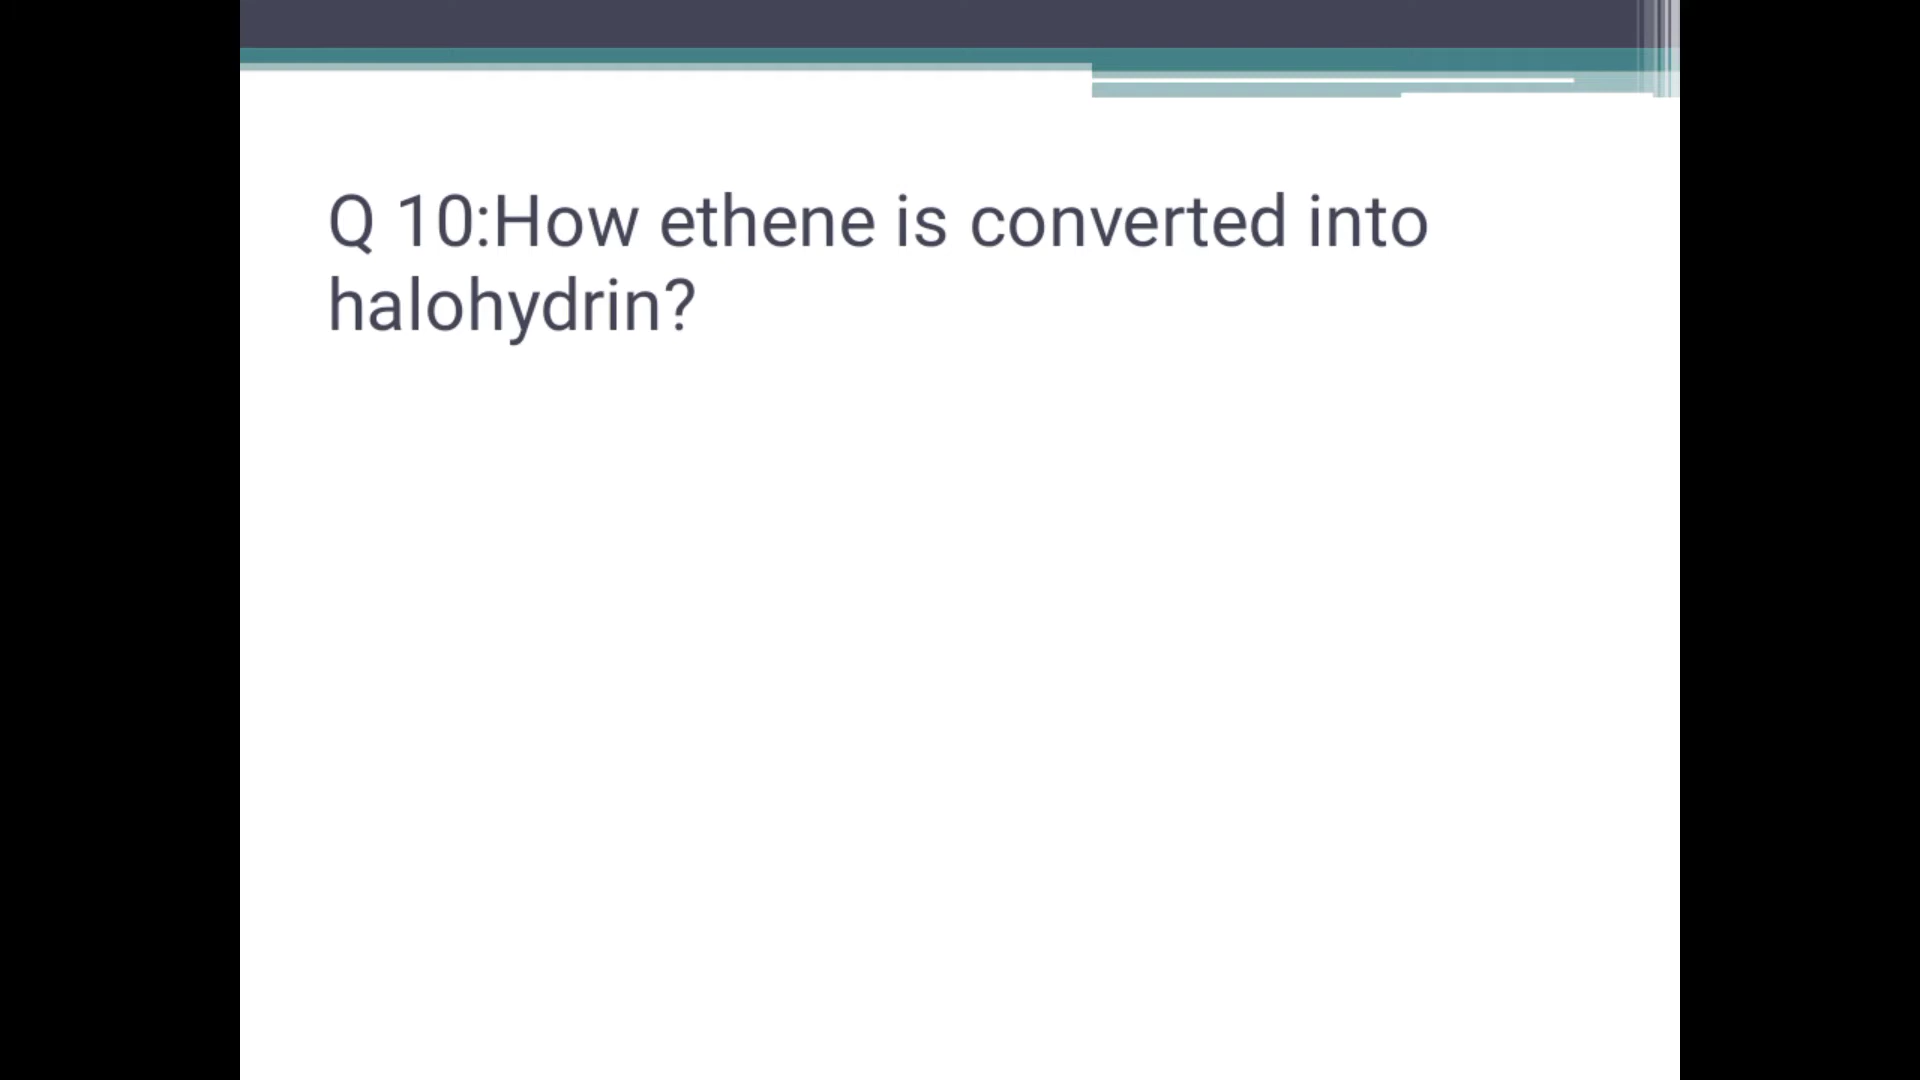 Q 10:How ethene is converted into
halohydrin?